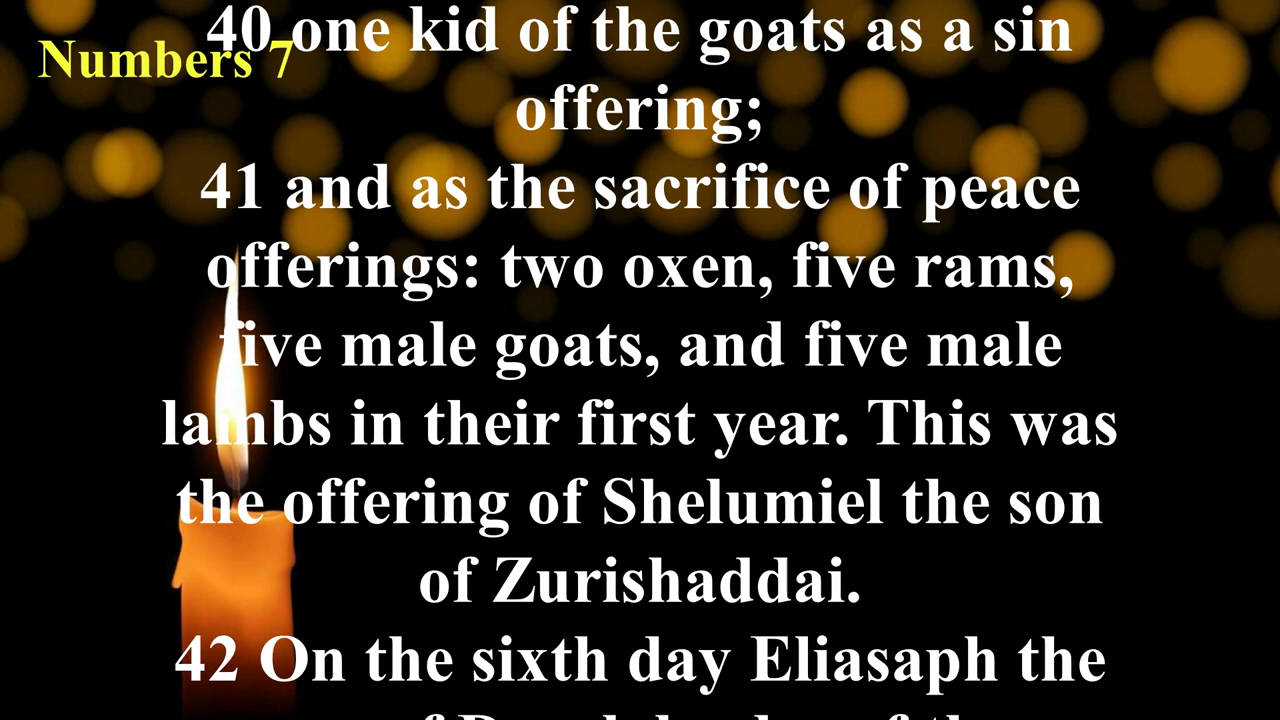 Numbers 7
40 one kid of the goats as a sin
offering;
41 and as the sacrifice of peace
offerings: two oxen, five rams,
five male goats, and five male
lambs in their first year. This was
the offering of Shelumiel the son
of Zurishaddai.
42 On the sixth day Eliasaph the